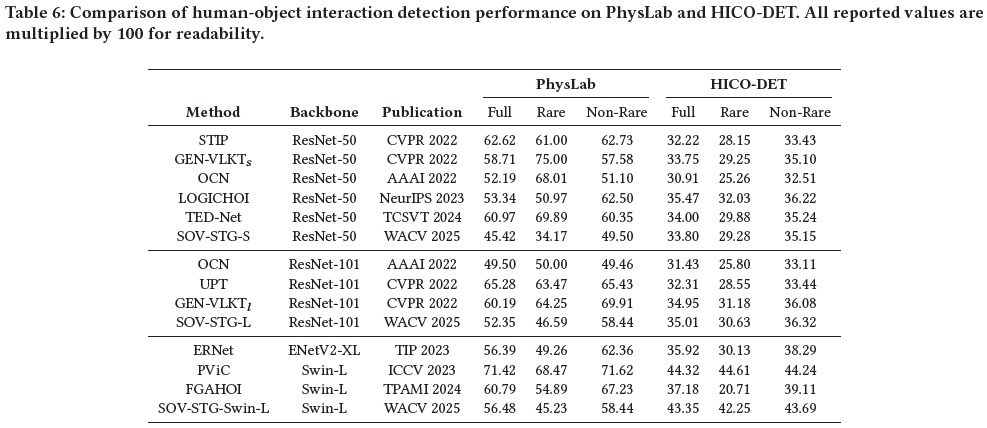 Table 6: Comparison of human-object interaction detection performance on PhysLab and HICO-DET. All reported values are
multiplied by 100 for readability.
PhysLab HICO-DET
Method Backbone Publication Full Rare Non-Rare Full Rare Non-Rare
STIP ResNet-50 CVPR 2022 62.62 61.00 62.73 32.22 28.15 33.43
GEN-VLKTs ResNet-50 CVPR 2022 58.71 75.00 57.58 33.75 29.25 35.10
OCN ResNet-50 AAAI 2022 52.19 68.01 51.10 30.91 25.26 32.51
LOGICHOI ResNet-50 NeurIPS 2023 53.34 50.97 62.50 35.47 32.03 36.22
TED-Net ResNet-50 TCSVT 2024 60.97 69.89 60.35 34.00 29.88 35.24
SOV-STG-S ResNet-50 WACV 2025 45.42 34.17 49.50 33.80 29.28 35.15
OCN ResNet-101 AAAI 2022 49.50 50.00 49.46 31.43 25.80 33.11
UPT ResNet-101 CVPR 2022 65.28 63.47 65.43 32.31 28.55 33.44
GEN-VLKTl ResNet-101 CVPR 2022 60.19 64.25 69.91 34.95 31.18 36.08
SOV-STG-L ResNet-101 WACV 2025 52.35 46.59 58.44 35.01 30.63 36.32
ERNet ENetV2-XL TIP 2023 56.39 49.26 62.36 35.92 30.13 38.29
PViC Swin-L ICCV 2023 71.42 68.47 71.62 44.32 44.61 44.24
FGAHOI Swin-L TPAMI 2024 60.79 54.89 67.23 37.18 20.71 39.11
SOV-STG-Swin-L Swin-L WACV 2025 56.48 45.23 58.44 43.35 42.25 43.69